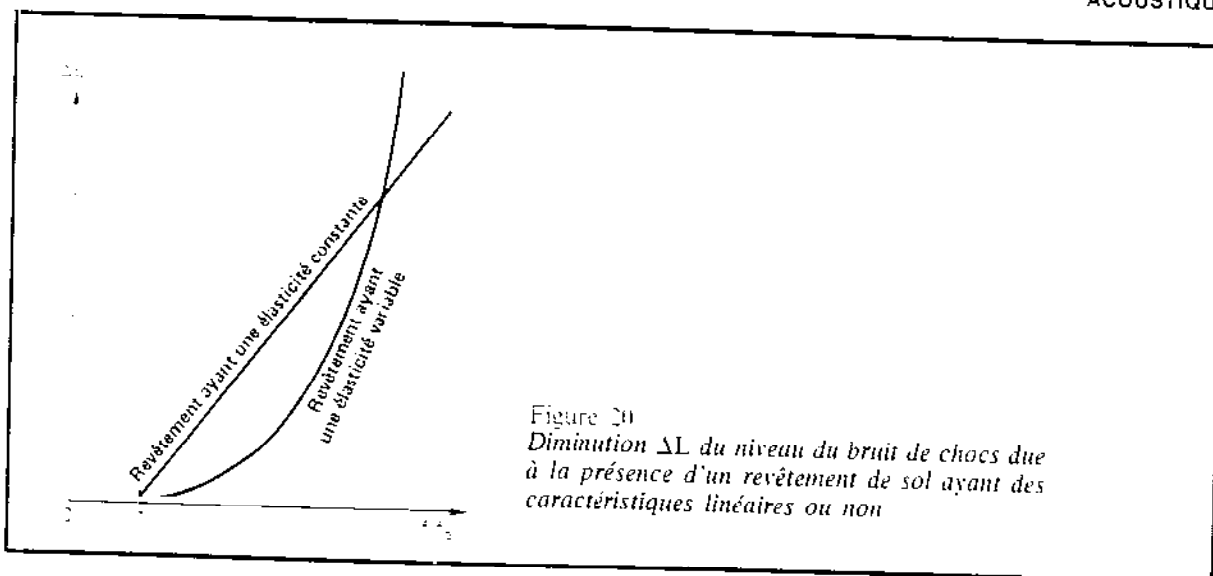 ACOUSTIQU
Revêtement ayant une élasticité constante
Revêtement ayant
une élasticité variable
Figure 20
Diminution ΔL du niveau du bruit de chocs due
à la présence d'un revêtement de sol ayant des
caractéristiques linéaires ou non